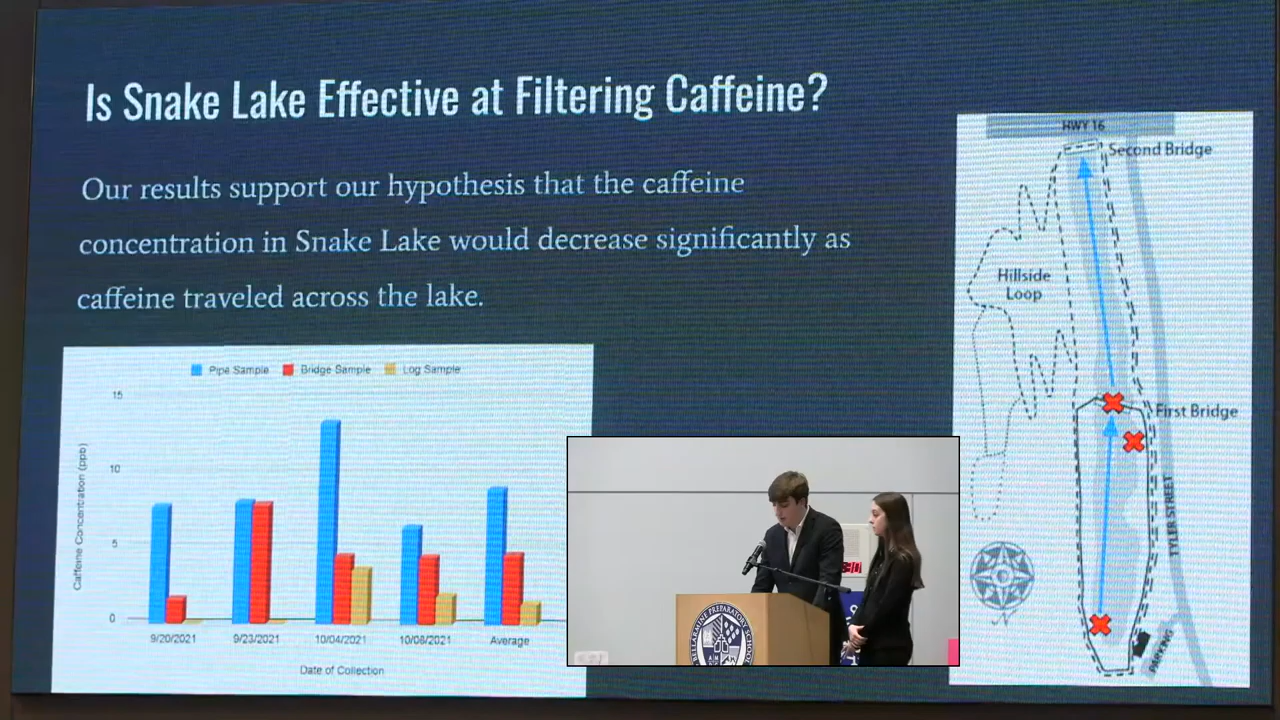 Is Snake Lake Effective at Filtering Caffeine?
Our results support our hypothesis that the caffeine
concentration in Snake Lake would decrease significantly as
caffeine traveled across the lake.
Pipe Sample
Bridge Sample
Log Sample
Caffeine Concentration (ppb)
15
10
5
0
9/20/2021
9/23/2021
10/04/2021
10/08/2021
Average
Date of Collection
HWY 16
Second Bridge
Hillside
Loop
First Bridge
TYLER STREET
BELLARMINE PREPARATORY SCHOOL